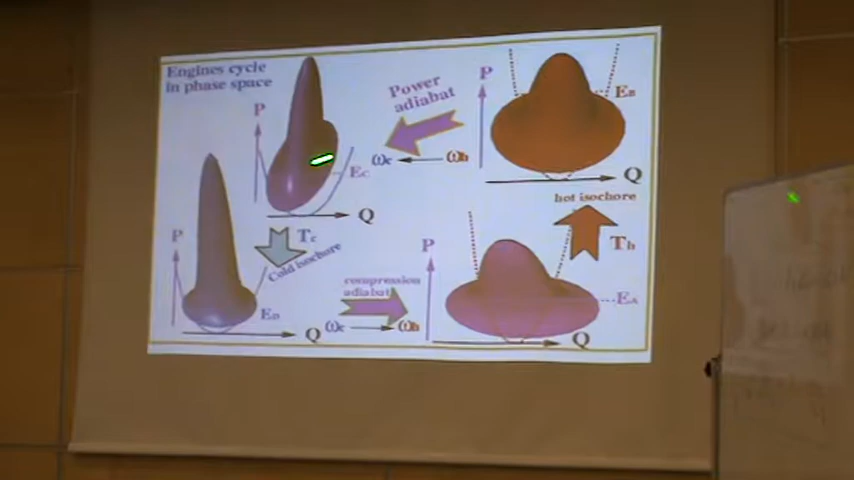 Engines cycle
in phase space
P
Ec
Q
Power
adiabat
ωc
ωh
P
EB
Q
hot isochore
Th
Tc
Cold isochore
P
ED
Q
compression
adiabat
ωc
ωh
P
EA
Q